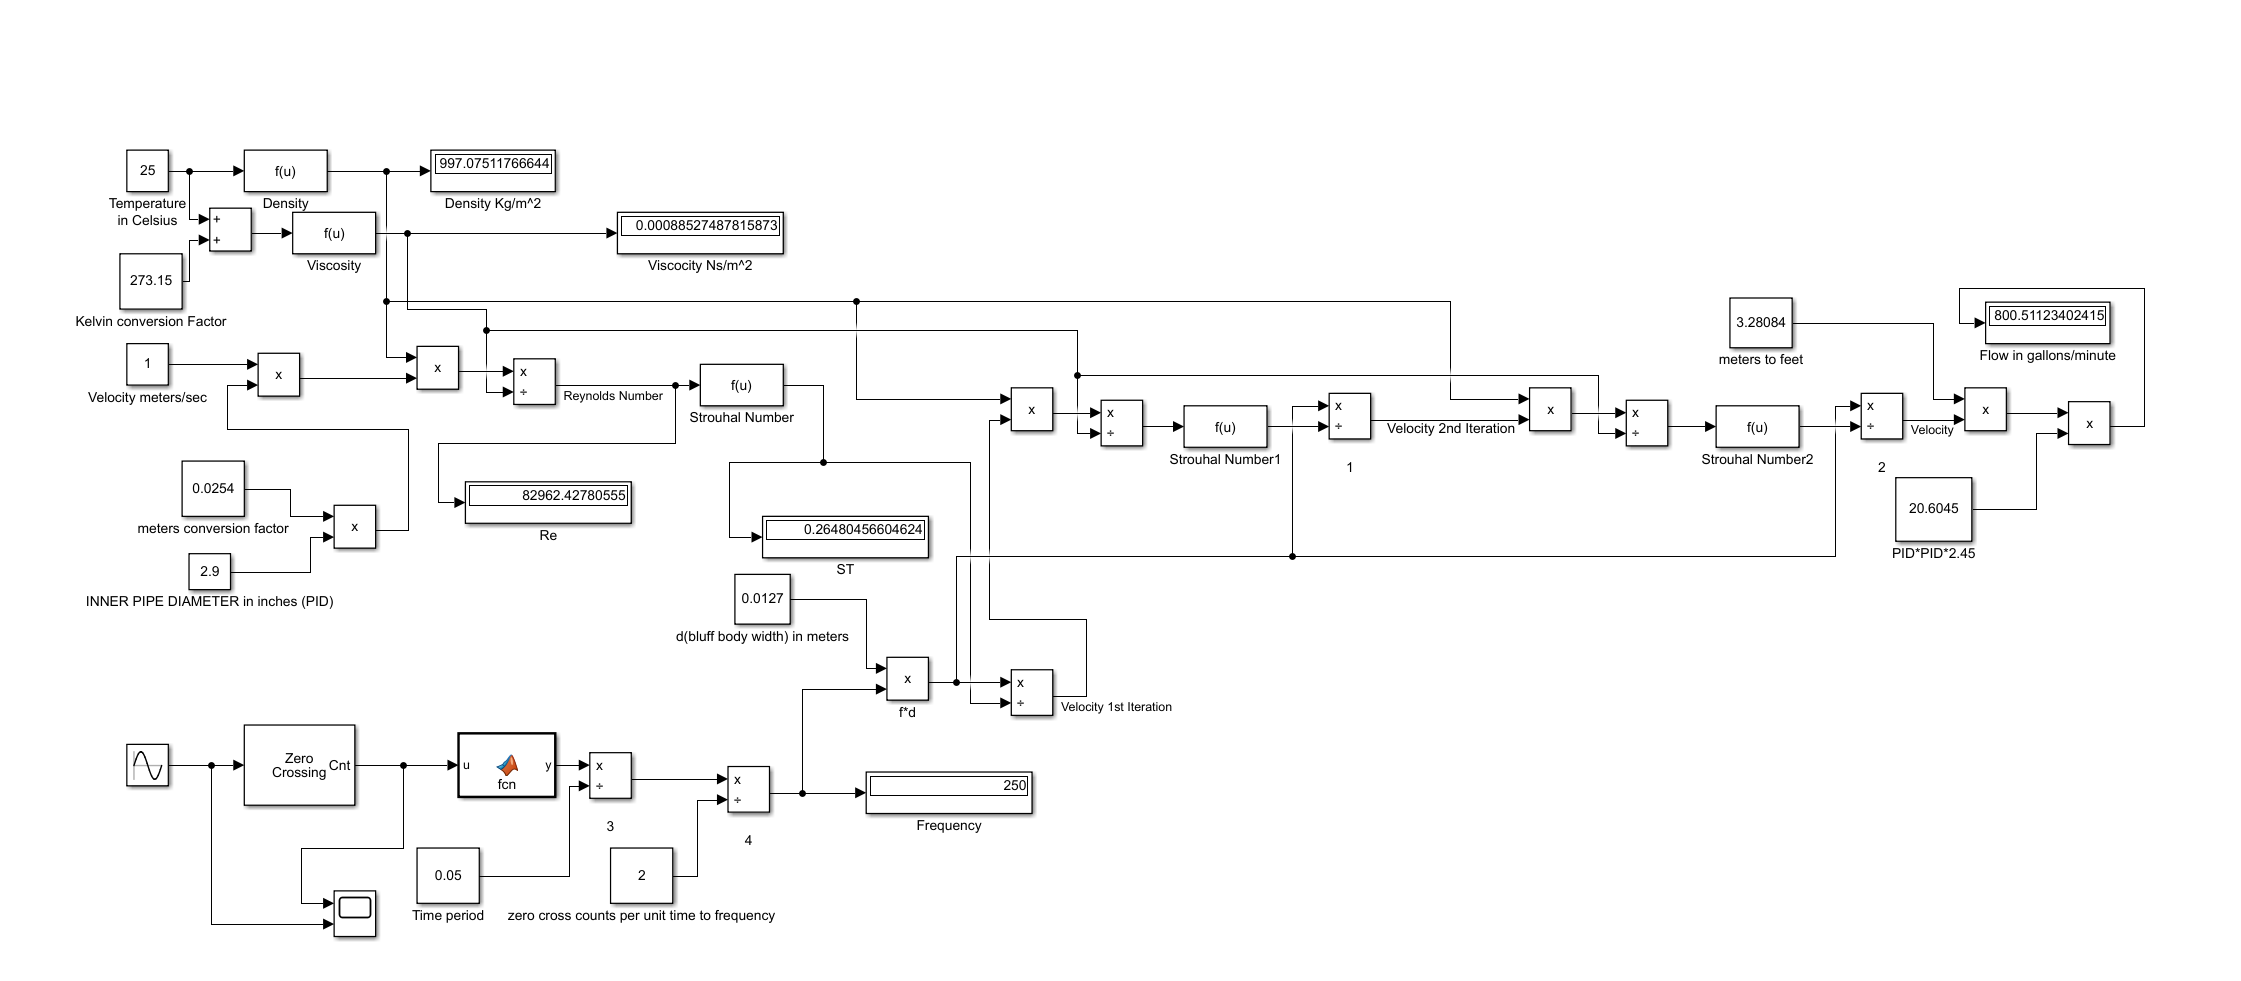 25
Temperature
in Celsius
f(u)
Density
997.07511766644
Density Kg/m^2
+
+
f(u)
Viscosity
0.00088527487815873
Viscocity Ns/m^2
273.15
Kelvin conversion Factor
1
Velocity meters/sec
x
x
x
÷
Reynolds Number
f(u)
Strouhal Number
0.0254
meters conversion factor
2.9
INNER PIPE DIAMETER in inches (PID)
x
82962.42780555
Re
0.26480456604624
ST
0.0127
d(bluff body width) in meters
x
f*d
x
÷
Velocity 1st Iteration
x
x
÷
f(u)
Strouhal Number1
x
÷
1
Velocity 2nd Iteration
x
x
÷
f(u)
Strouhal Number2
x
÷
2
Velocity
3.28084
meters to feet
x
x
800.51123402415
Flow in gallons/minute
20.6045
PID*PID*2.45
Zero
Crossing
Cnt
u
y
fcn
x
÷
3
x
÷
4
250
Frequency
0.05
Time period
2
zero cross counts per unit time to frequency